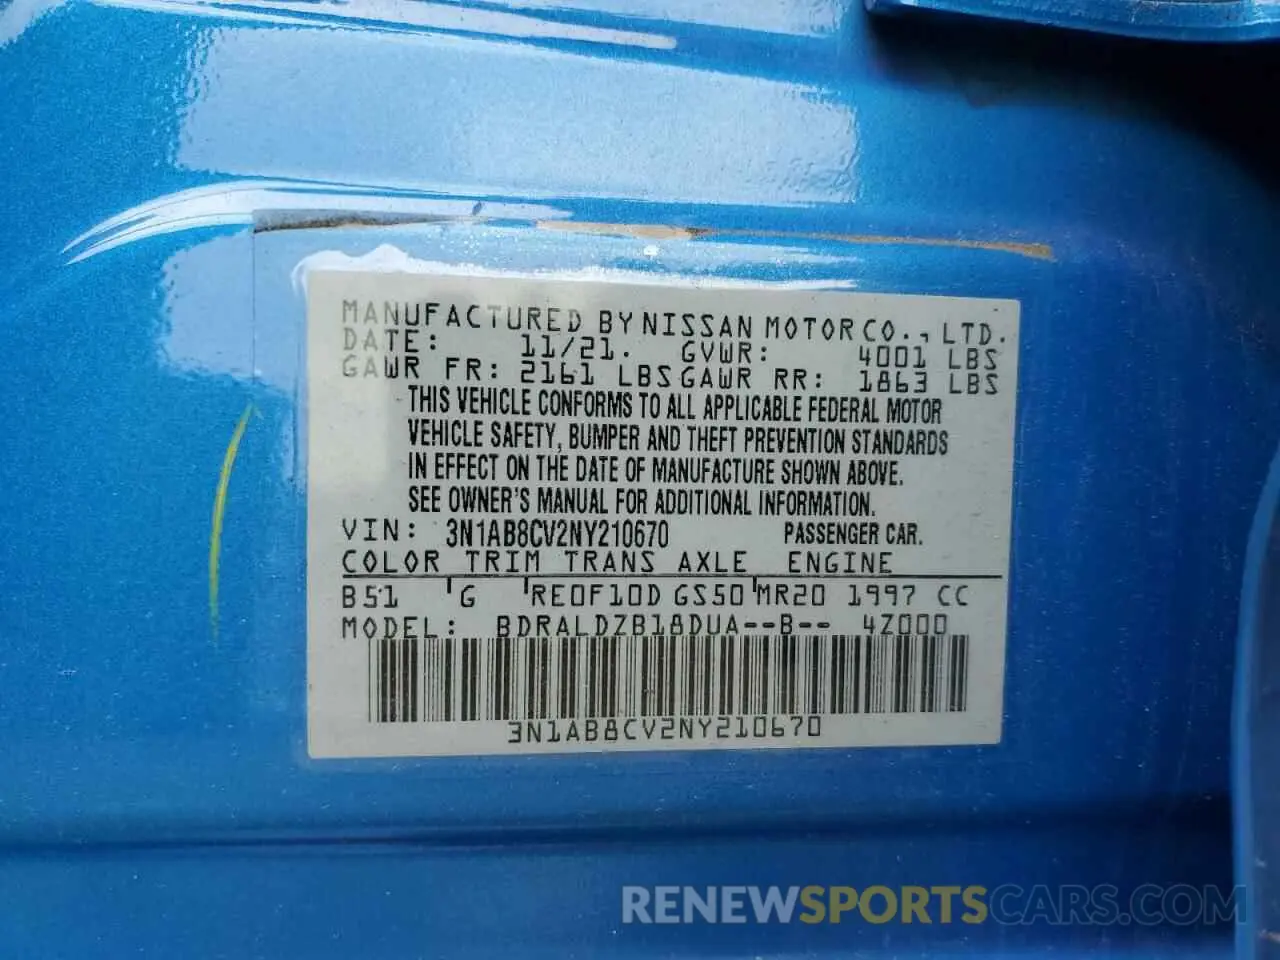 MANUFACTURED BY NISSAN MOTOR CO., LTD.
DATE: 11/21. GVWR: 4001 LBS
GAWR FR: 2161 LBS GAWR RR: 1863 LBS
THIS VEHICLE CONFORMS TO ALL APPLICABLE FEDERAL MOTOR
VEHICLE SAFETY, BUMPER AND THEFT PREVENTION STANDARDS
IN EFFECT ON THE DATE OF MANUFACTURE SHOWN ABOVE.
SEE OWNER'S MANUAL FOR ADDITIONAL INFORMATION.
VIN: 3N1AB8CV2NY210670 PASSENGER CAR.
COLOR TRIM TRANS AXLE ENGINE
B51 G RE0F10D GS50 MR20 1997 CC
MODEL: BDRALDZB18DUA--B-- 4Z000
3N1AB8CV2NY210670
RENEWSPORTSCARS.COM